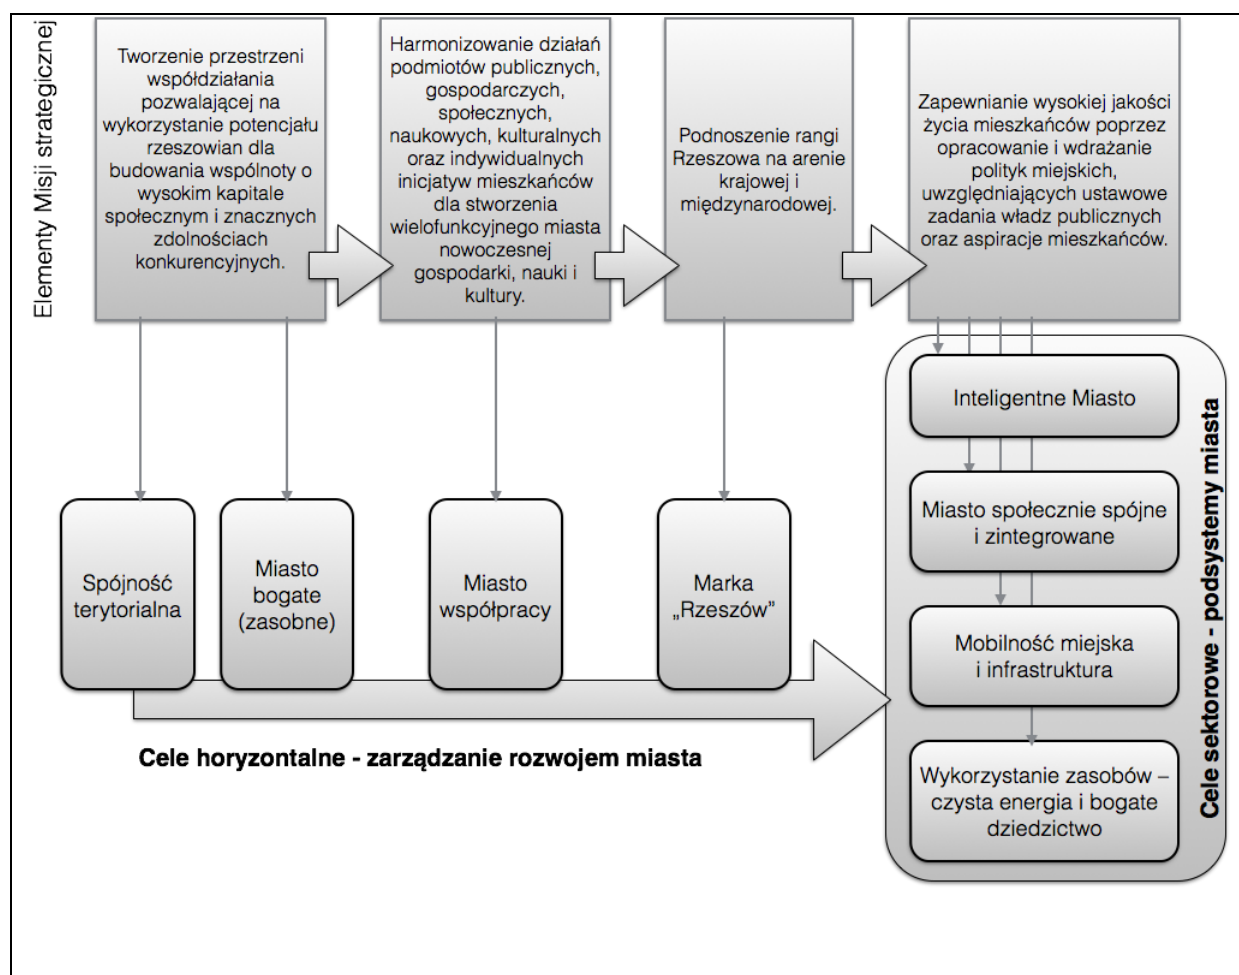 Elementy Misji strategicznej
Tworzenie przestrzeni
współdziałania
pozwalającej na
wykorzystanie potencjału
rzeszowian dla
budowania wspólnoty o
wysokim kapitale
społecznym i znacznych
zdolnościach
konkurencyjnych.
Harmonizowanie działań
podmiotów publicznych,
gospodarczych,
społecznych,
naukowych, kulturalnych
oraz indywidualnych
inicjatyw mieszkańców
dla stworzenia
wielofunkcyjnego miasta
nowoczesnej
gospodarki, nauki i
kultury.
Podnoszenie rangi
Rzeszowa na arenie
krajowej i
międzynarodowej.
Zapewnianie wysokiej jakości
życia mieszkańców poprzez
opracowanie i wdrażanie
polityk miejskich,
uwzględniających ustawowe
zadania władz publicznych
oraz aspiracje mieszkańców.
Spójność
terytorialna
Miasto
bogate
(zasobne)
Miasto
współpracy
Marka
„Rzeszów”
Cele horyzontalne - zarządzanie rozwojem miasta
Inteligentne Miasto
Miasto społecznie spójne
i zintegrowane
Mobilność miejska
i infrastruktura
Wykorzystanie zasobów –
czysta energia i bogate
dziedzictwo
Cele sektorowe - podsystemy miasta